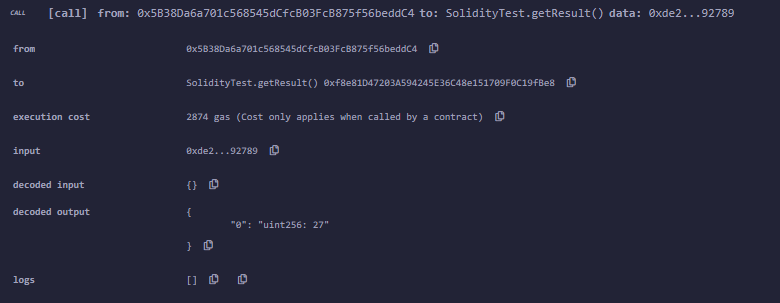 CALL [call] from: 0x5B38Da6a701c568545dCfcB03FcB875f56beddC4 to: SolidityTest.getResult() data: 0xde2...92789
from 0x5B38Da6a701c568545dCfcB03FcB875f56beddC4
to SolidityTest.getResult() 0xf8e81D47203A594245E36C48e151709F0C19fBe8
execution cost 2874 gas (Cost only applies when called by a contract)
input 0xde2...92789
decoded input {}
decoded output {
"0": "uint256: 27"
}
logs []